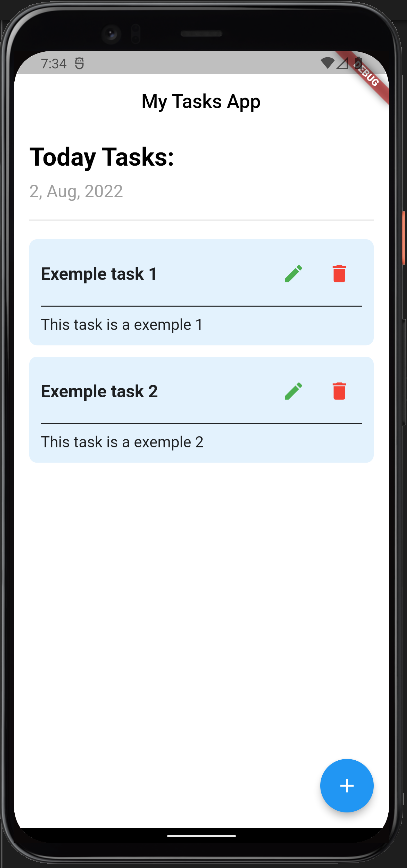 7:34
DEBUG
My Tasks App
Today Tasks:
2, Aug, 2022
Exemple task 1
This task is a exemple 1
Exemple task 2
This task is a exemple 2